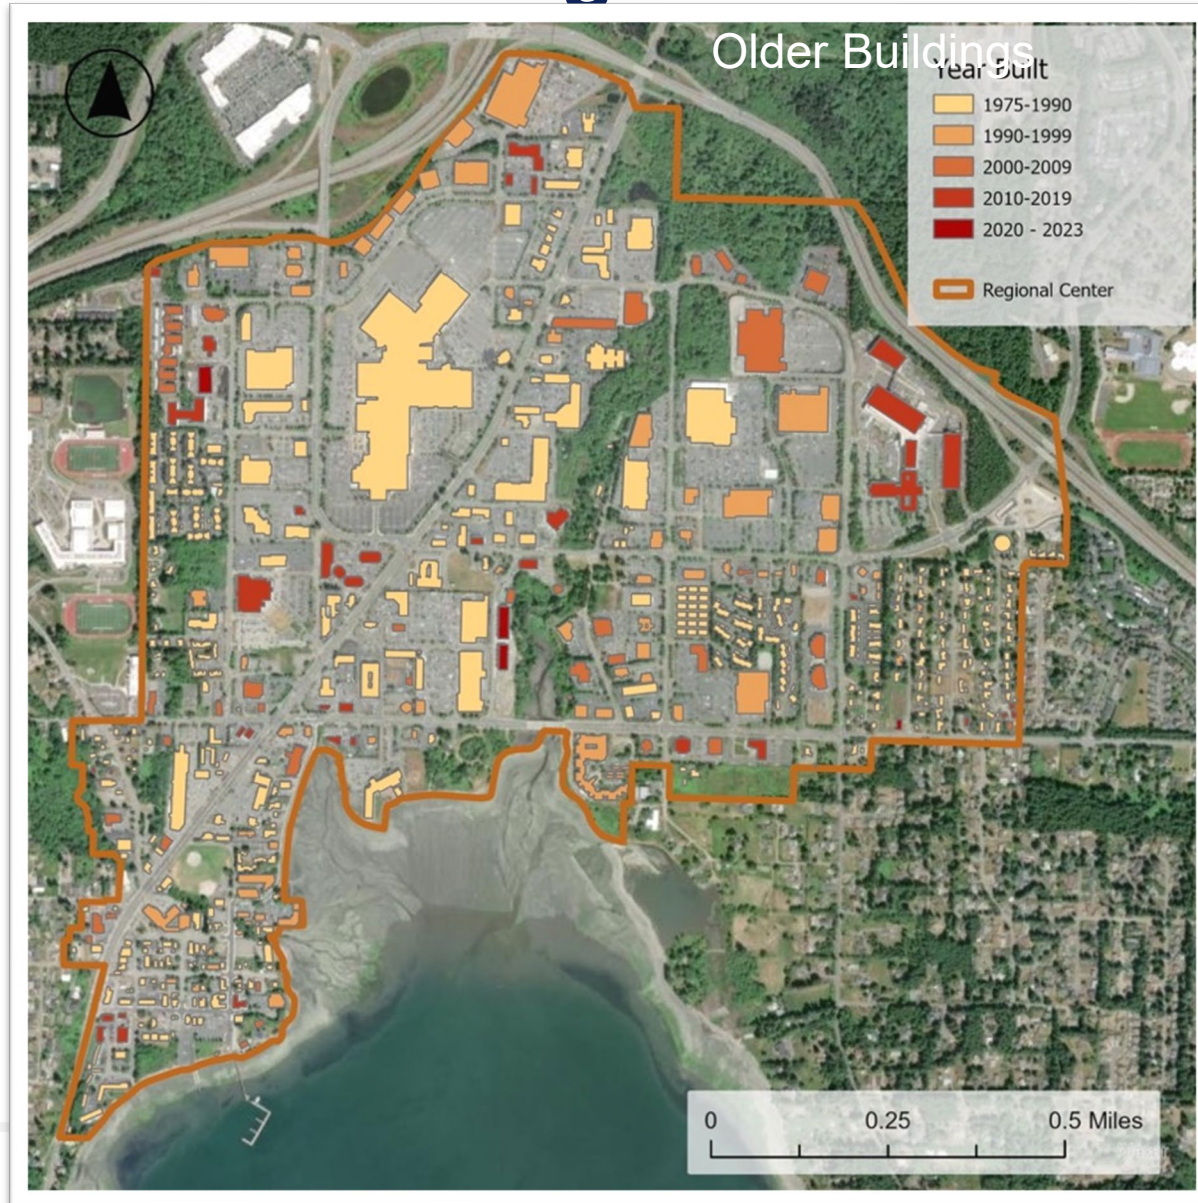 Older Buildings
Year Built
1975-1990
1990-1999
2000-2009
2010-2019
2020 - 2023
Regional Center
0 0.25 0.5 Miles